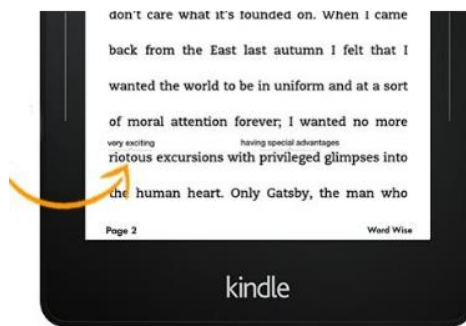 don't care what it's founded on. When I came
back from the East last autumn I felt that I
wanted the world to be in uniform and at a sort
of moral attention forever; I wanted no more
very exciting having special advantages
riotous excursions with privileged glimpses into
the human heart. Only Gatsby, the man who
Page 2 Word Wise
kindle